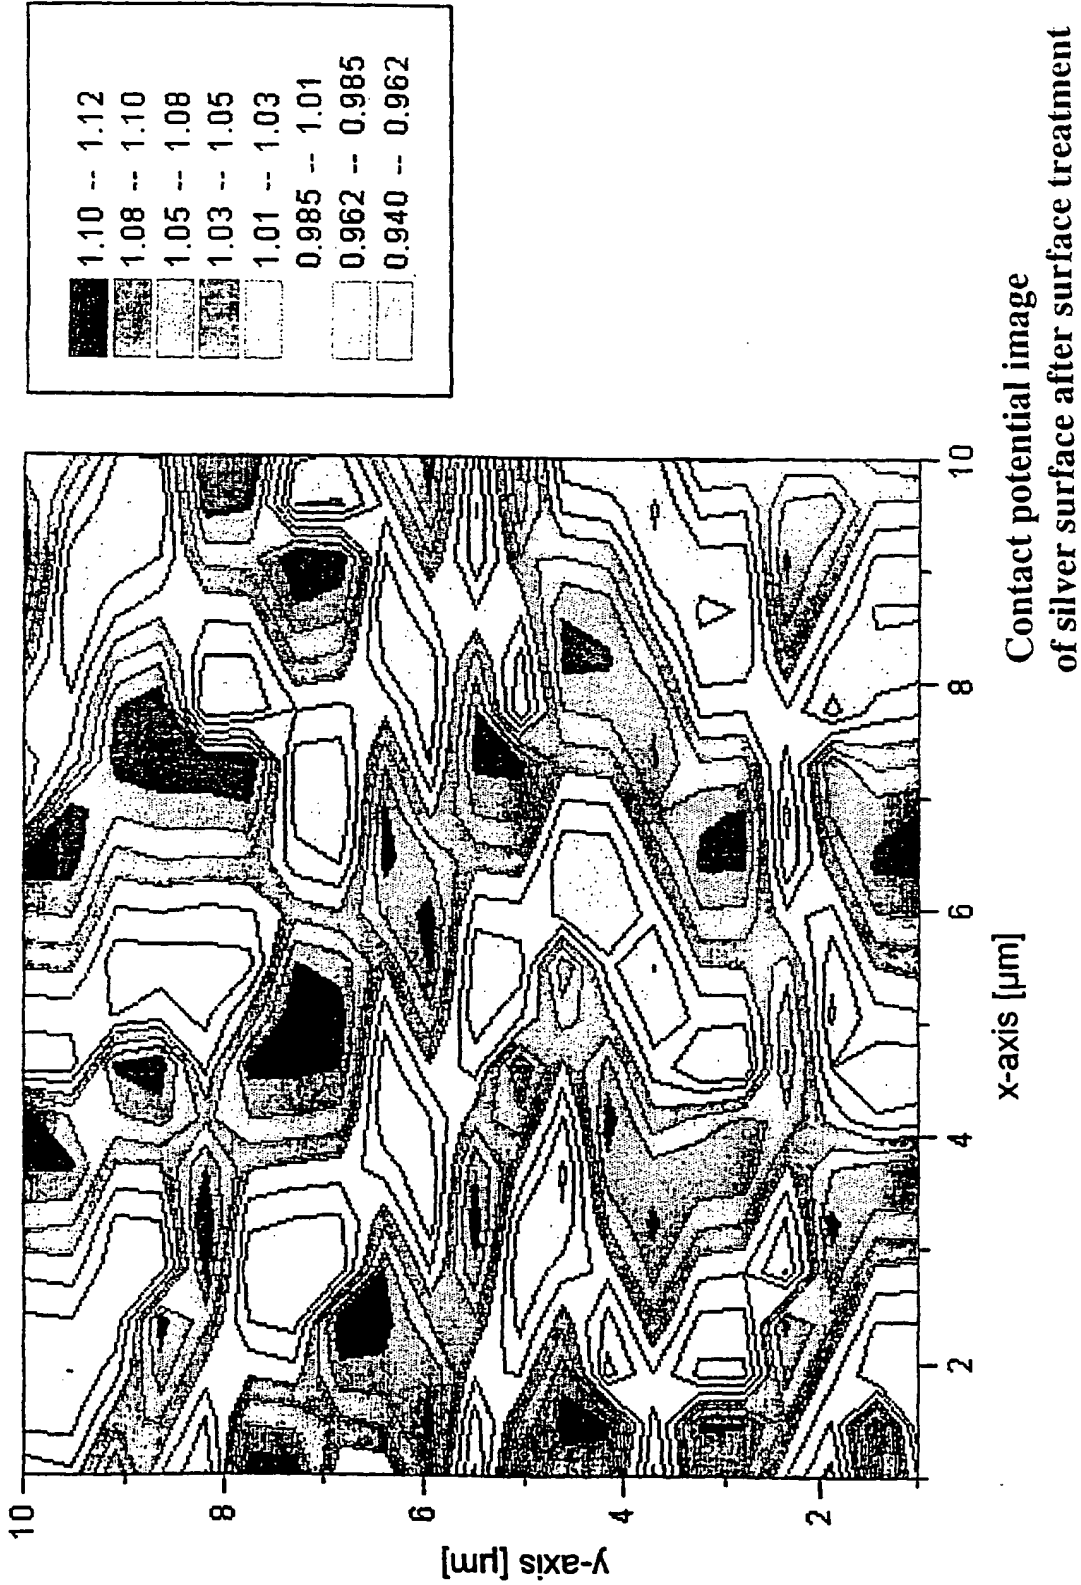 1.10 -- 1.12
1.08 -- 1.10
1.05 -- 1.08
1.03 -- 1.05
1.01 -- 1.03
0.985 -- 1.01
0.962 -- 0.985
0.940 -- 0.962
y-axis [µm]
10
8
6
4
2
2
4
6
8
10
x-axis [µm]
Contact potential image
of silver surface after surface treatment